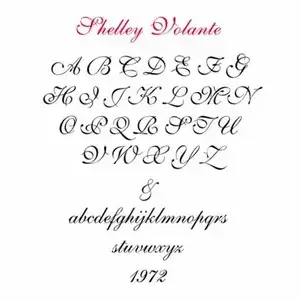 Shelley Volante
A B C D E F G
H I J K L M N
O P Q R S T U
V W X Y Z
&
abcdefghijklmnopqrs
stuvwxyz
1972